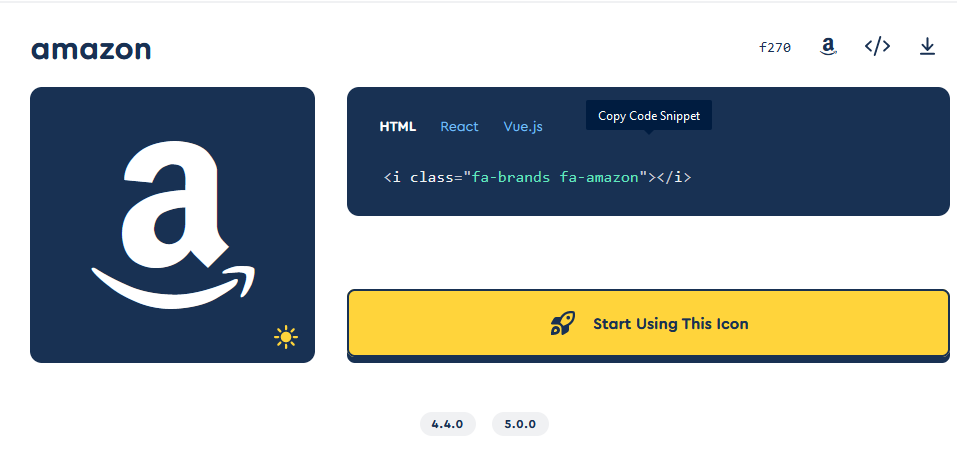 amazon
f270
HTML React Vue.js
Copy Code Snippet
<i class="fa-brands fa-amazon"></i>
Start Using This Icon
4.4.0 5.0.0